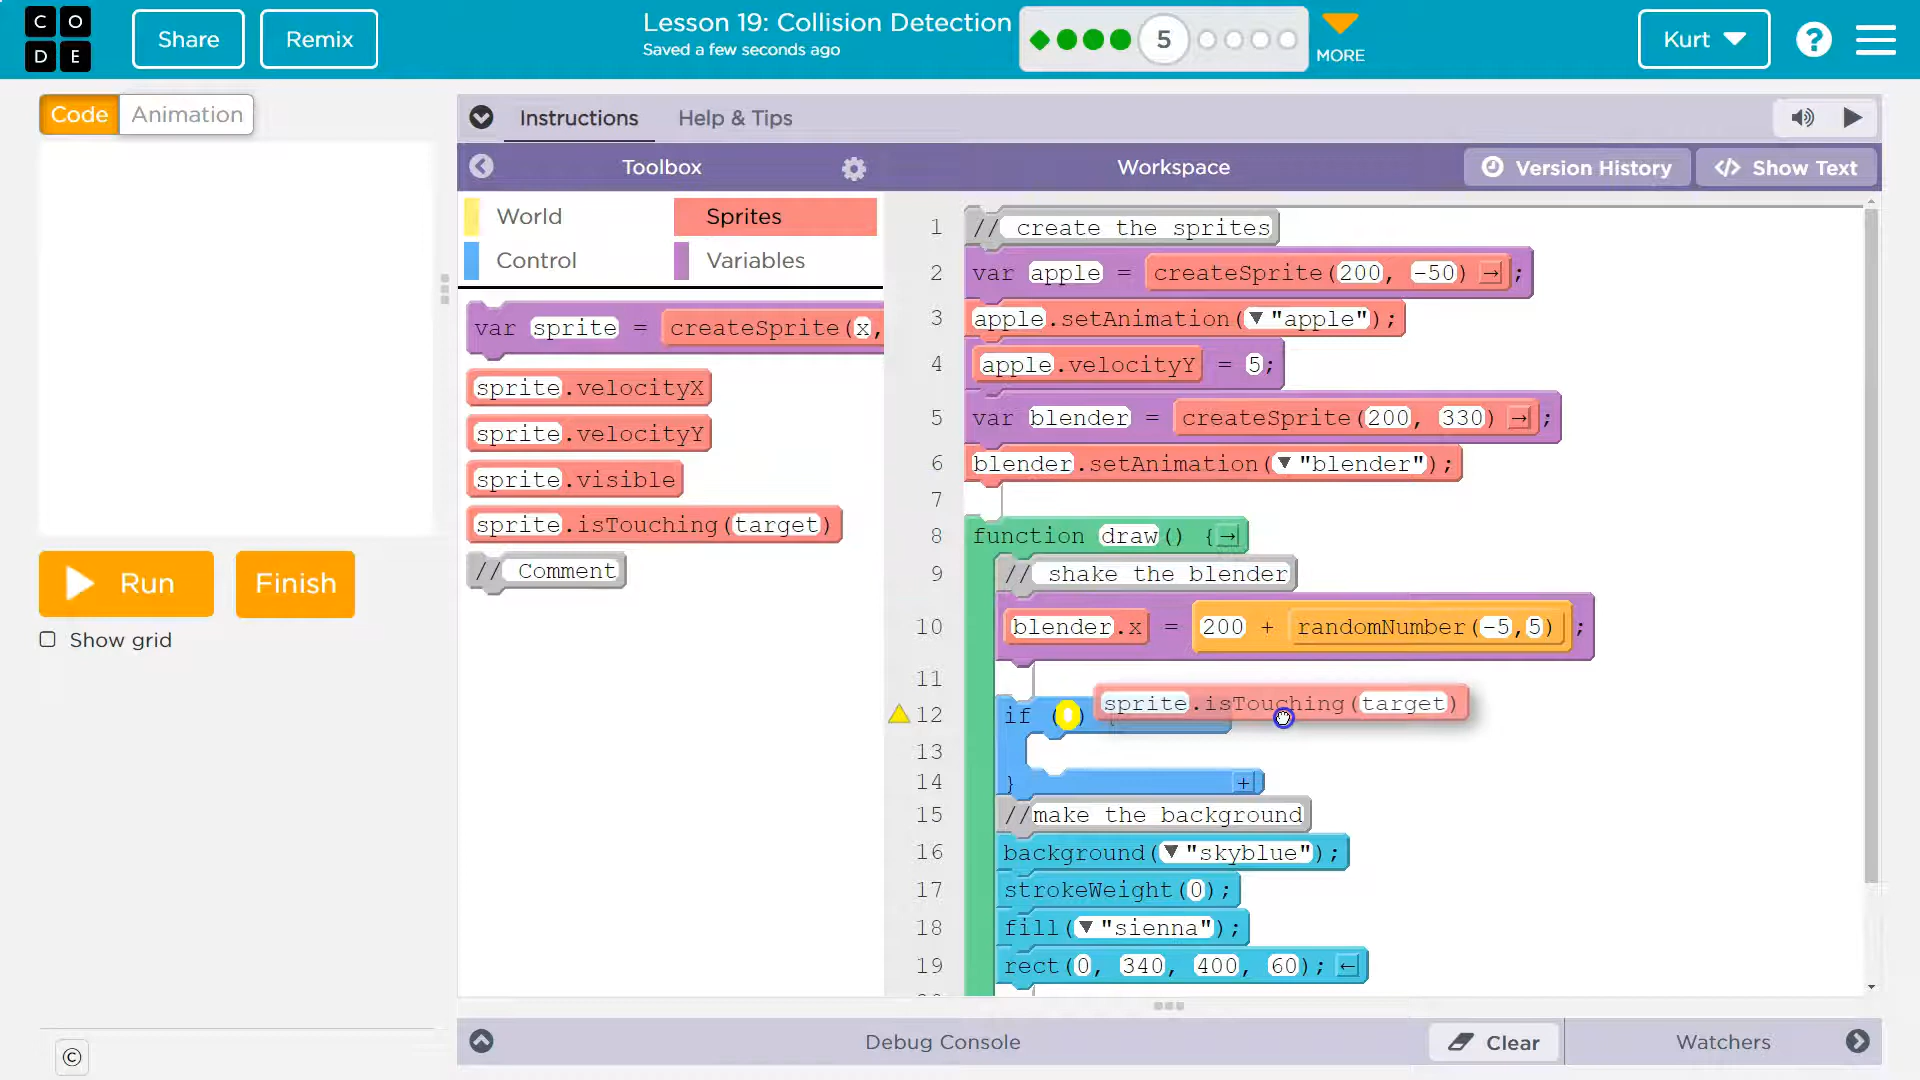 C O
D E
Share
Remix
Lesson 19: Collision Detection
Saved a few seconds ago
5
MORE
Kurt
?
Code
Animation
Instructions
Help & Tips
Toolbox
Workspace
Version History
</> Show Text
World
Sprites
Control
Variables
var sprite = createSprite(x,
sprite.velocityX
sprite.velocityY
sprite.visible
sprite.isTouching(target)
// Comment
Run
Finish
Show grid
1 // create the sprites
2 var apple = createSprite(200, -50) → ;
3 apple.setAnimation(▼"apple");
4 apple.velocityY = 5;
5 var blender = createSprite(200, 330) → ;
6 blender.setAnimation(▼"blender");
7
8 function draw() { →
9 // shake the blender
10 blender.x = 200 + randomNumber(-5,5) ;
11
sprite.isTouching(target)
12 if ( ) {
13
14 } +
15 //make the background
16 background(▼"skyblue");
17 strokeWeight(0);
18 fill(▼"sienna");
19 rect(0, 340, 400, 60); ←
Debug Console
Clear
Watchers
©